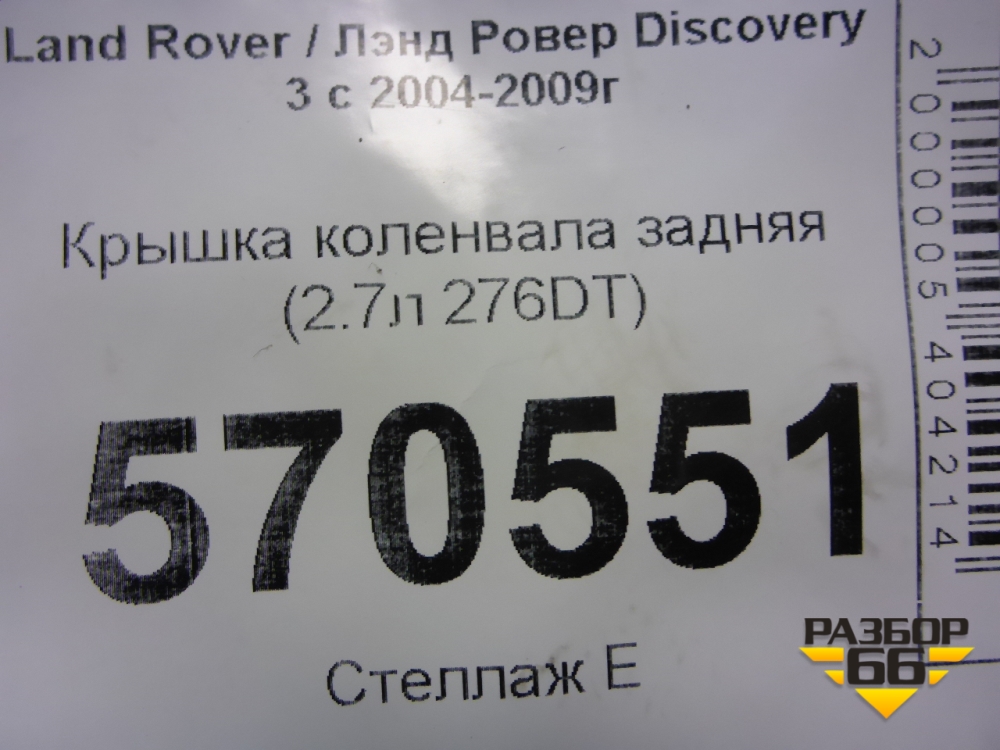 Land Rover / Лэнд Ровер Discovery
3 с 2004-2009г
Крышка коленвала задняя
(2.7л 276DT)
570551
Стеллаж Е
2000005404214
РАЗБОР
66